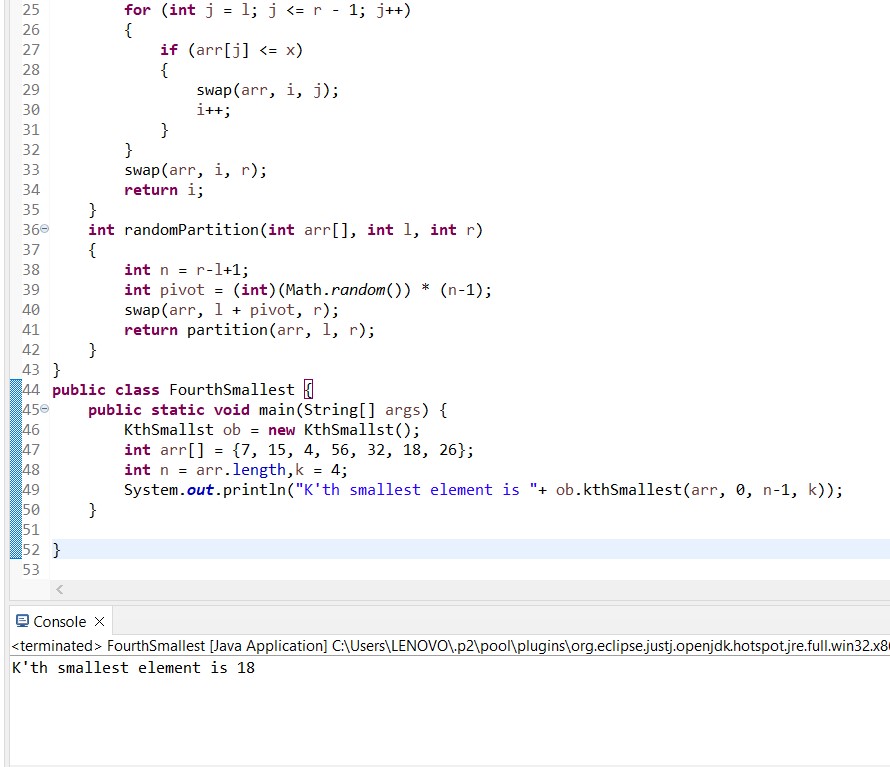 25 for (int j = l; j <= r - 1; j++)
26 {
27 if (arr[j] <= x)
28 {
29 swap(arr, i, j);
30 i++;
31 }
32 }
33 swap(arr, i, r);
34 return i;
35 }
36 int randomPartition(int arr[], int l, int r)
37 {
38 int n = r-l+1;
39 int pivot = (int)(Math.random()) * (n-1);
40 swap(arr, l + pivot, r);
41 return partition(arr, l, r);
42 }
43 }
44 public class FourthSmallest {
45 public static void main(String[] args) {
46 KthSmallst ob = new KthSmallst();
47 int arr[] = {7, 15, 4, 56, 32, 18, 26};
48 int n = arr.length,k = 4;
49 System.out.println("K'th smallest element is "+ ob.kthSmallest(arr, 0, n-1, k));
50 }
51
52 }
53
Console
<terminated> FourthSmallest [Java Application] C:\Users\LENOVO\.p2\pool\plugins\org.eclipse.justj.openjdk.hotspot.jre.full.win32.x8
K'th smallest element is 18